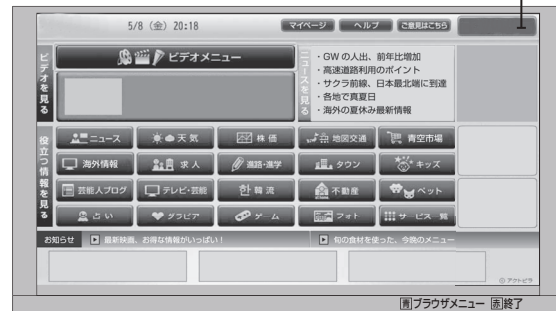 5/8（金）20:18
マイページ
ヘルプ
ご意見はこちら
ビデオを見る
ビデオメニュー
ニュースを見る
・GWの人出、前年比増加
・高速道路利用のポイント
・サクラ前線、日本最北端に到達
・各地で真夏日
・海外の夏休み最新情報
役立つ情報を見る
ニュース
天気
株価
地図交通
青空市場
海外情報
求人
進路・進学
タウン
キッズ
芸能人ブログ
テレビ・芸能
한 韓流
不動産
ペット
占い
グラビア
ゲーム
フォト
サービス一覧
お知らせ
最新映画、お得な情報がいっぱい！
旬の食材を使った、今晩のメニュー
© アクトビラ
青 ブラウザメニュー 赤 終了